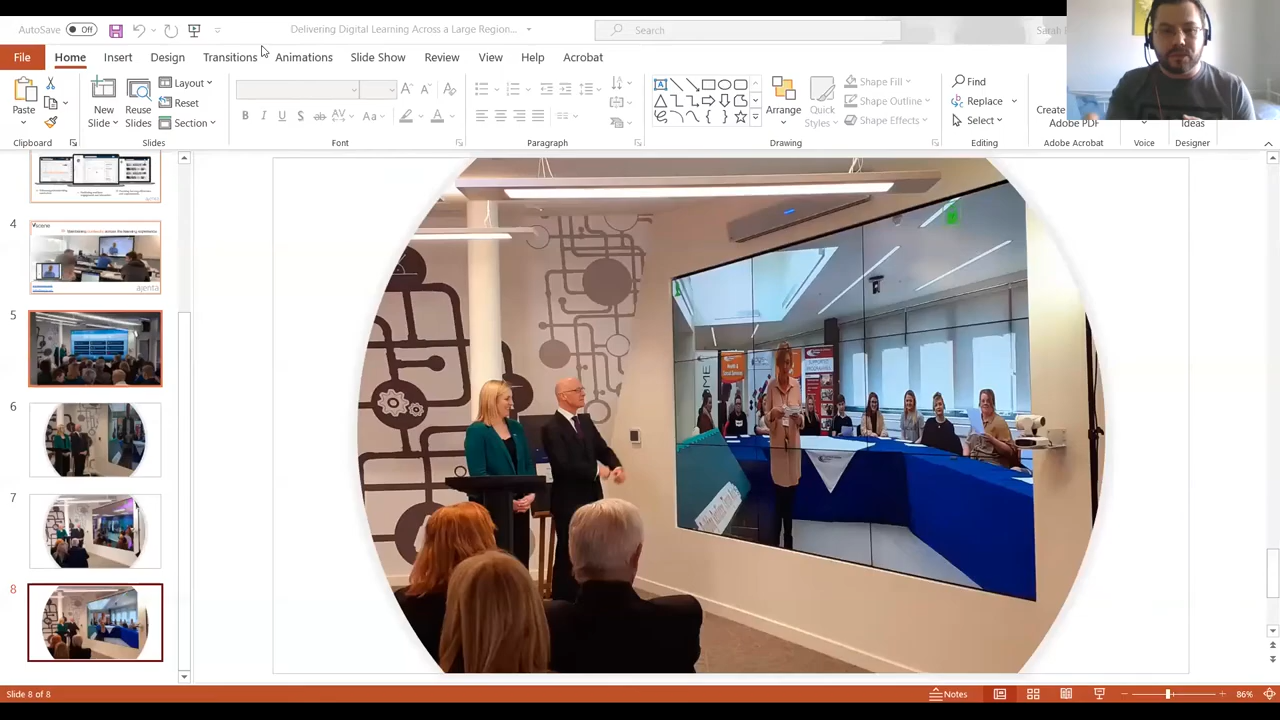 AutoSave Off
Delivering Digital Learning Across a Large Region...
Search
File Home Insert Design Transitions Animations Slide Show Review View Help Acrobat
Paste
New
Slide
Reuse
Slides
Layout
Reset
Section
Find
Replace
Select
Arrange
Quick
Styles
Shape Fill
Shape Outline
Shape Effects
Create
Adobe PDF
Ideas
Clipboard Slides Font Paragraph Drawing Editing Adobe Acrobat Voice Designer
4
Vscene
ajenta
5
6
7
8
Slide 8 of 8
Notes
86%